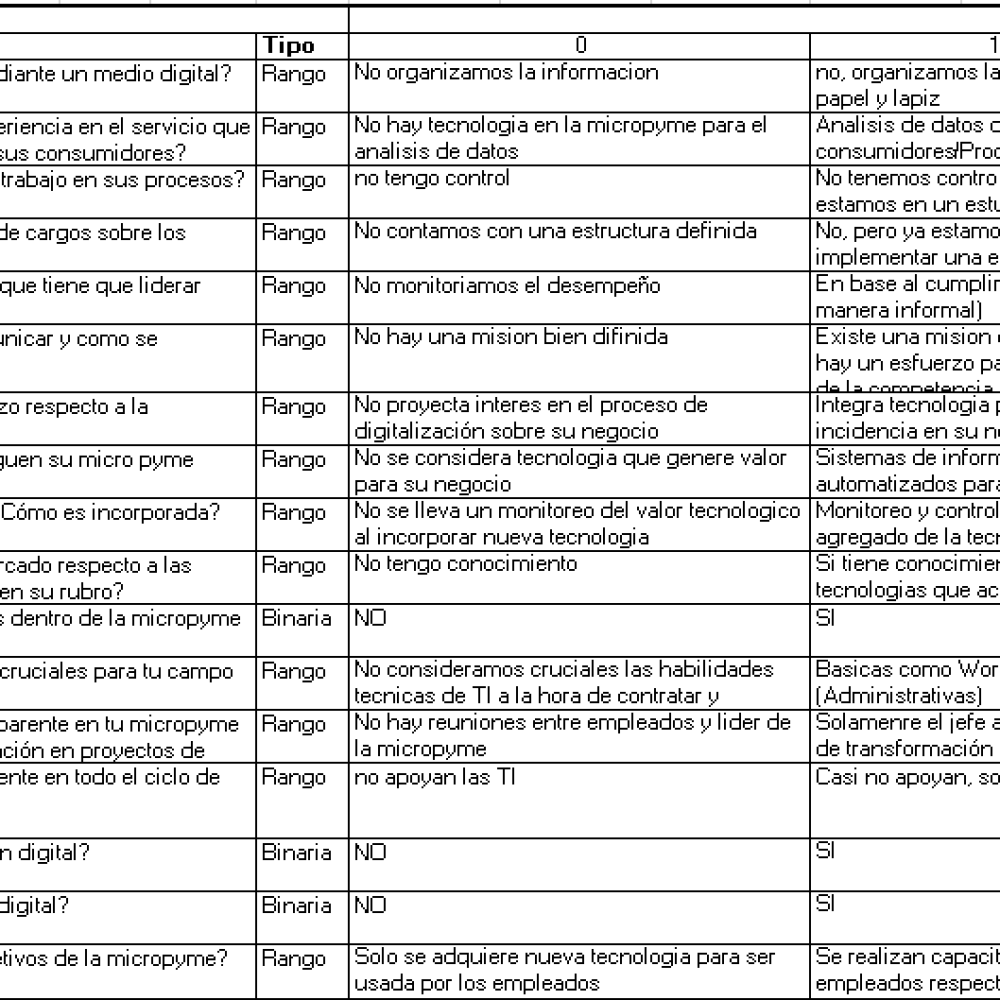 Tipo 0 1
diante un medio digital? Rango No organizamos la informacion no, organizamos la
papel y lapiz
eriencia en el servicio que Rango No hay tecnologia en la micropyme para el Analisis de datos
sus consumidores? analisis de datos consumidores
trabajo en sus procesos? Rango no tengo control No tenemos contro
estamos en un estu
de cargos sobre los Rango No contamos con una estructura definida No, pero ya estamo
implementar una e
que tiene que liderar Rango No monitoriamos el desempeño En base al cumplin
manera informal)
unicar y como se Rango No hay una mision bien difinida Existe una mision
hay un esfuerzo pa
de la competencia
zo respecto a la Rango No proyecta interes en el proceso de Integra tecnologia
digitalización sobre su negocio incidencia en su ne
guen su micro pyme Rango No se considera tecnologia que genere valor Sistemas de inform
para su negocio automatizados para
Cómo es incorporada? Rango No se lleva un monitoreo del valor tecnologico Monitoreo y control
al incorporar nueva tecnologia agregado de la tecn
rcado respecto a las Rango No tengo conocimiento Si tiene conocimien
en su rubro? tecnologias que ac
s dentro de la micropyme Binaria NO SI
cruciales para tu campo Rango No consideramos cruciales las habilidades Basicas como Wor
tecnicas de TI a la hora de contratar y (Administrativas)
parente en tu micropyme Rango No hay reuniones entre empleados y lider de Solamenre el jefe a
ación en proyectos de la micropyme de transformación
ente en todo el ciclo de Rango no apoyan las TI Casi no apoyan, so
n digital? Binaria NO SI
digital? Binaria NO SI
etivos de la micropyme? Rango Solo se adquiere nueva tecnologia para ser Se realizan capacit
usada por los empleados empleados respect